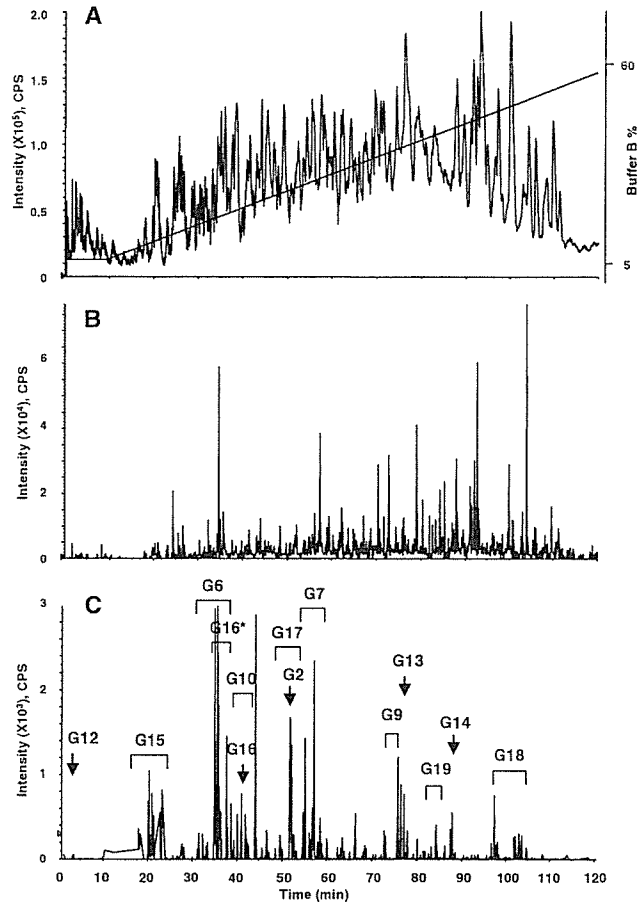 A
2.0
1.5
1.0
0.5
0
Intensity (X10⁵), CPS
60
5
Buffer B %
B
6
4
2
0
Intensity (X10⁴), CPS
C
3
2
1
0
Intensity (X10³), CPS
G6
G7
G16*
G17
G13
G10
G2
G12
G15
G16
G9
G14
G19
G18
0 10 20 30 40 50 60 70 80 90 100 110 120
Time (min)